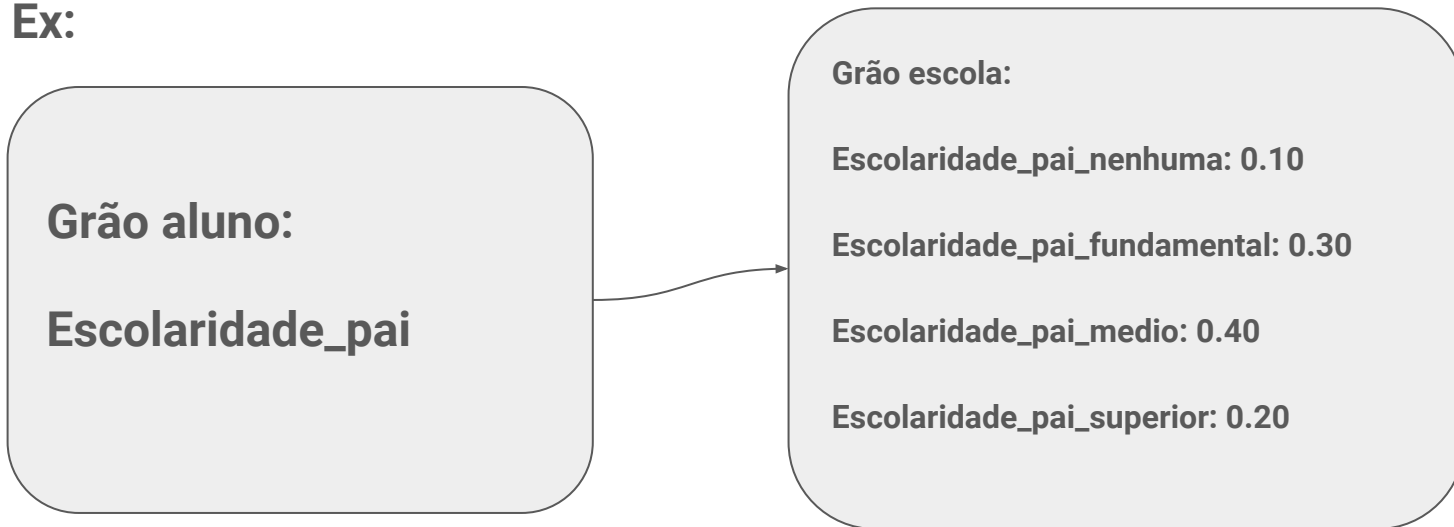 Ex:
Grão aluno:
Escolaridade_pai
Grão escola:
Escolaridade_pai_nenhuma: 0.10
Escolaridade_pai_fundamental: 0.30
Escolaridade_pai_medio: 0.40
Escolaridade_pai_superior: 0.20